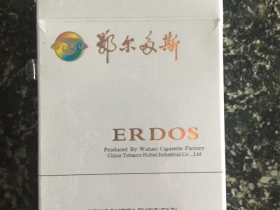 鄂尔多斯
ERDOS
Produced By Wuhan Cigarette Factory
China Tobacco Hubei Industrial Co.,Ltd